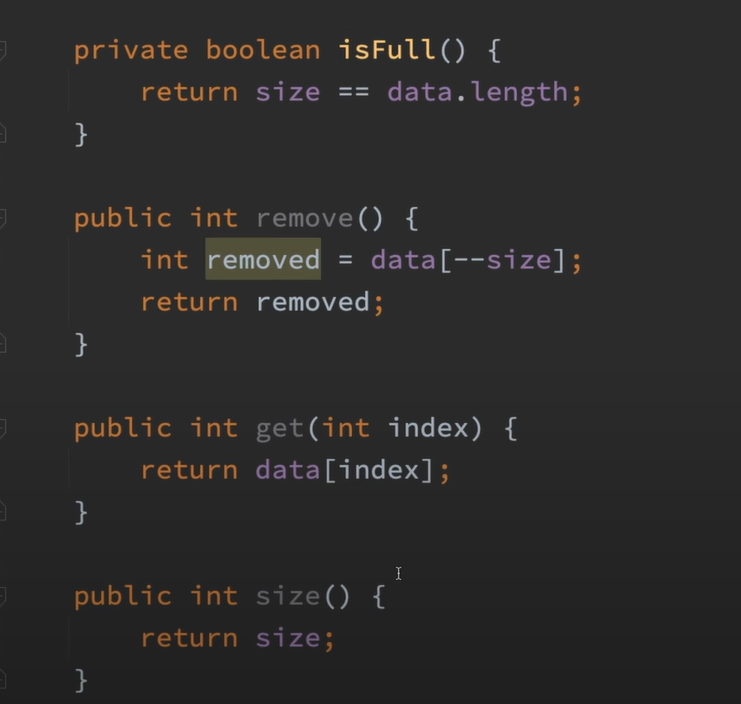 private boolean isFull() {
return size == data.length;
}
public int remove() {
int removed = data[--size];
return removed;
}
public int get(int index) {
return data[index];
}
public int size() {
return size;
}